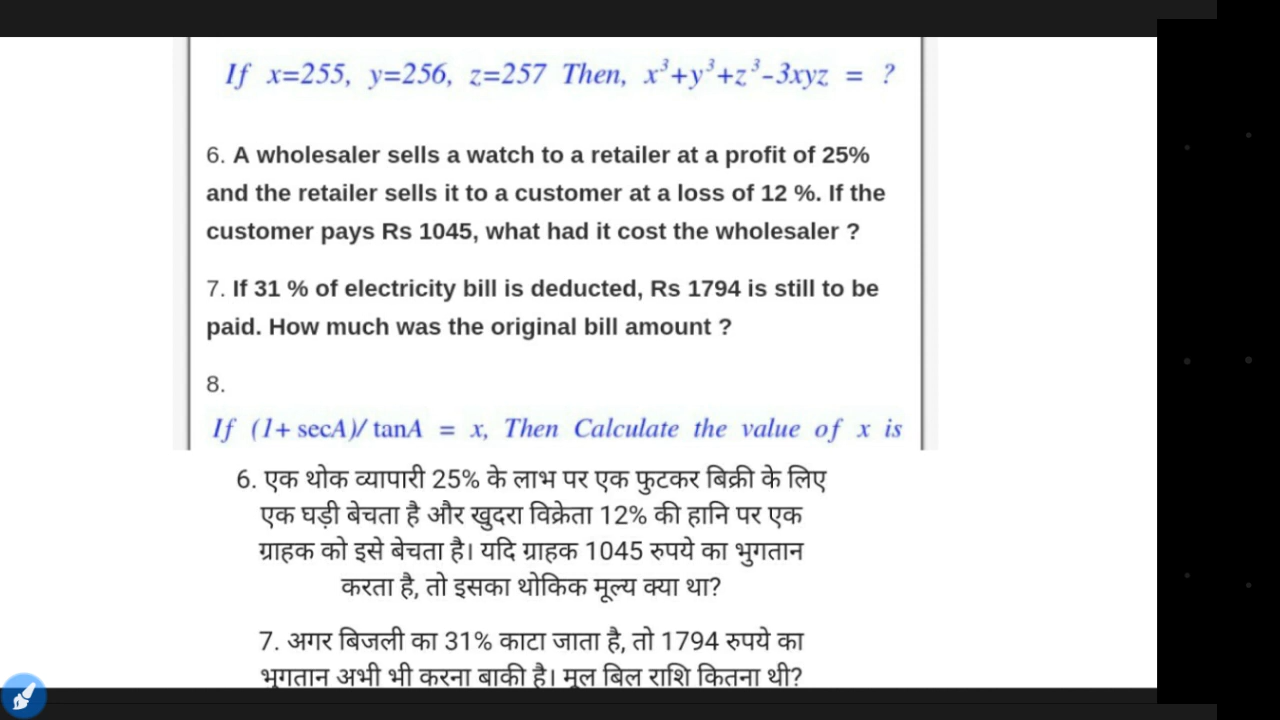 If x=255, y=256, z=257 Then, x³+y³+z³-3xyz = ?
6. A wholesaler sells a watch to a retailer at a profit of 25%
and the retailer sells it to a customer at a loss of 12 %. If the
customer pays Rs 1045, what had it cost the wholesaler ?
7. If 31 % of electricity bill is deducted, Rs 1794 is still to be
paid. How much was the original bill amount ?
8.
If (1+ secA)/ tanA = x, Then Calculate the value of x is
6. एक थोक व्यापारी 25% के लाभ पर एक फुटकर बिक्री के लिए
एक घड़ी बेचता है और खुदरा विक्रेता 12% की हानि पर एक
ग्राहक को इसे बेचता है। यदि ग्राहक 1045 रुपये का भुगतान
करता है, तो इसका थोकिक मूल्य क्या था?
7. अगर बिजली का 31% काटा जाता है, तो 1794 रुपये का
भुगतान अभी भी करना बाकी है। मूल बिल राशि कितना थी?